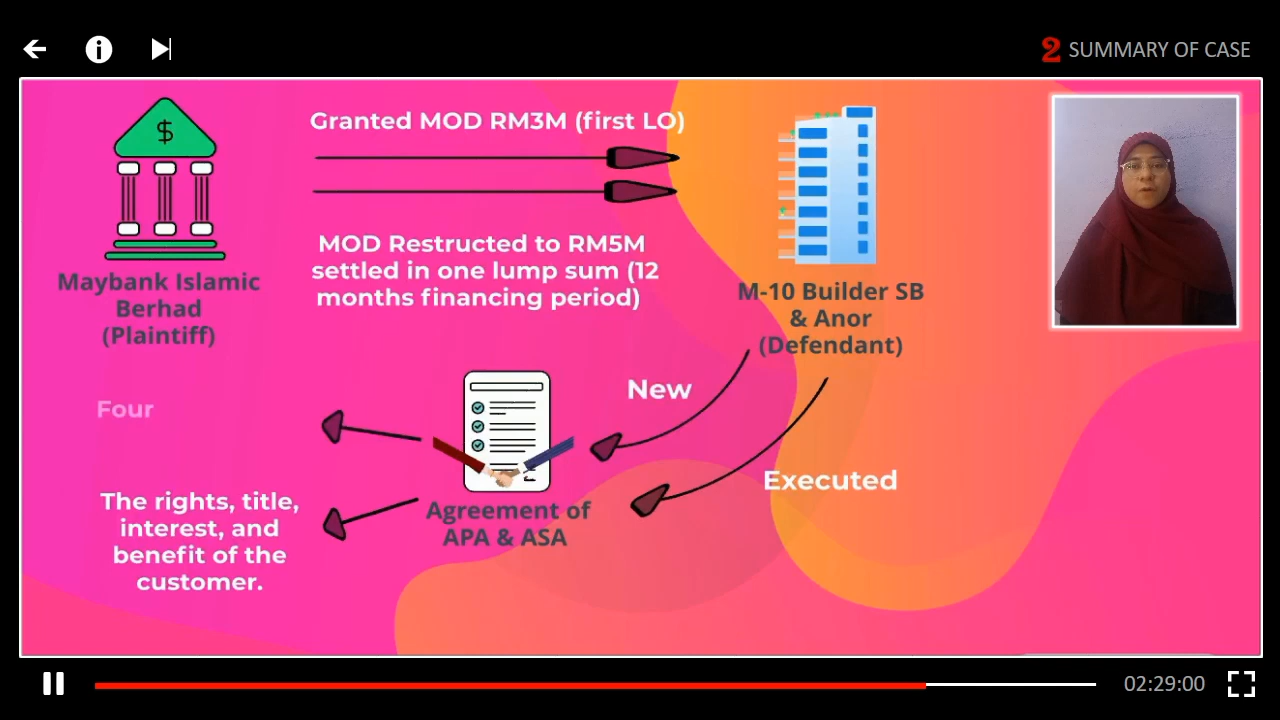 2 SUMMARY OF CASE
Granted MOD RM3M (first LO)
$
MOD Restructed to RM5M
settled in one lump sum (12
months financing period)
Maybank Islamic
Berhad
(Plaintiff)
M-10 Builder SB
& Anor
(Defendant)
New
Four
Executed
The rights, title,
interest, and
benefit of the
customer.
Agreement of
APA & ASA
02:29:00